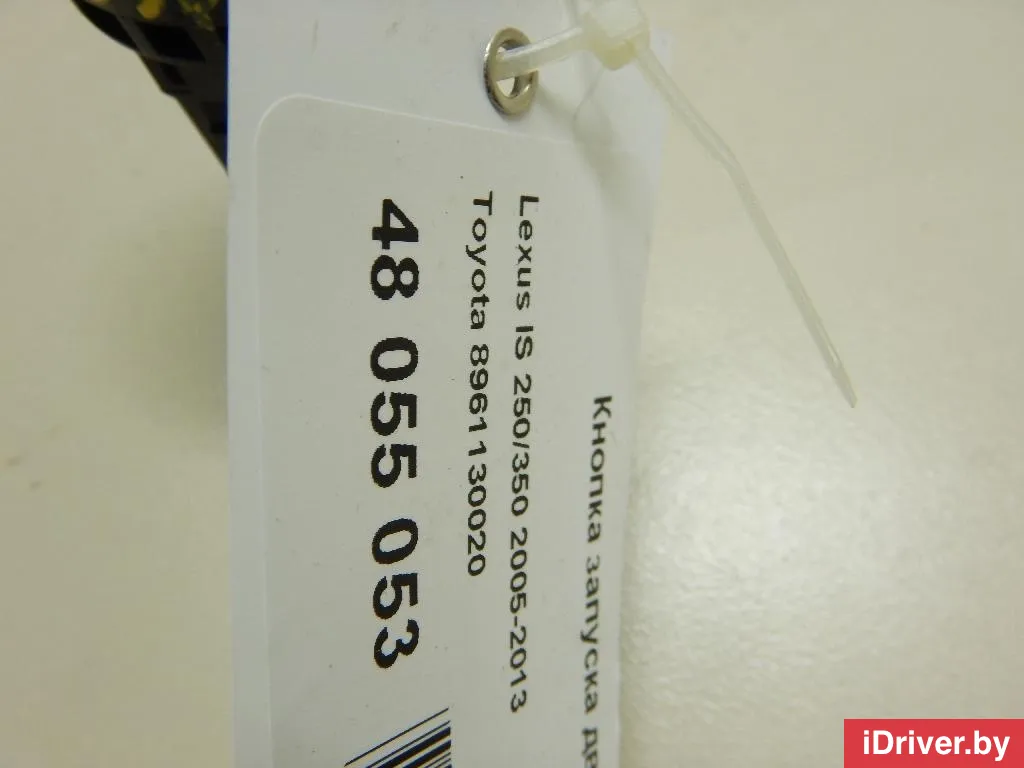 Кнопка запуска дв
Lexus IS 250/350 2005-2013
Toyota 8961130020
48 055 053
iDriver.by